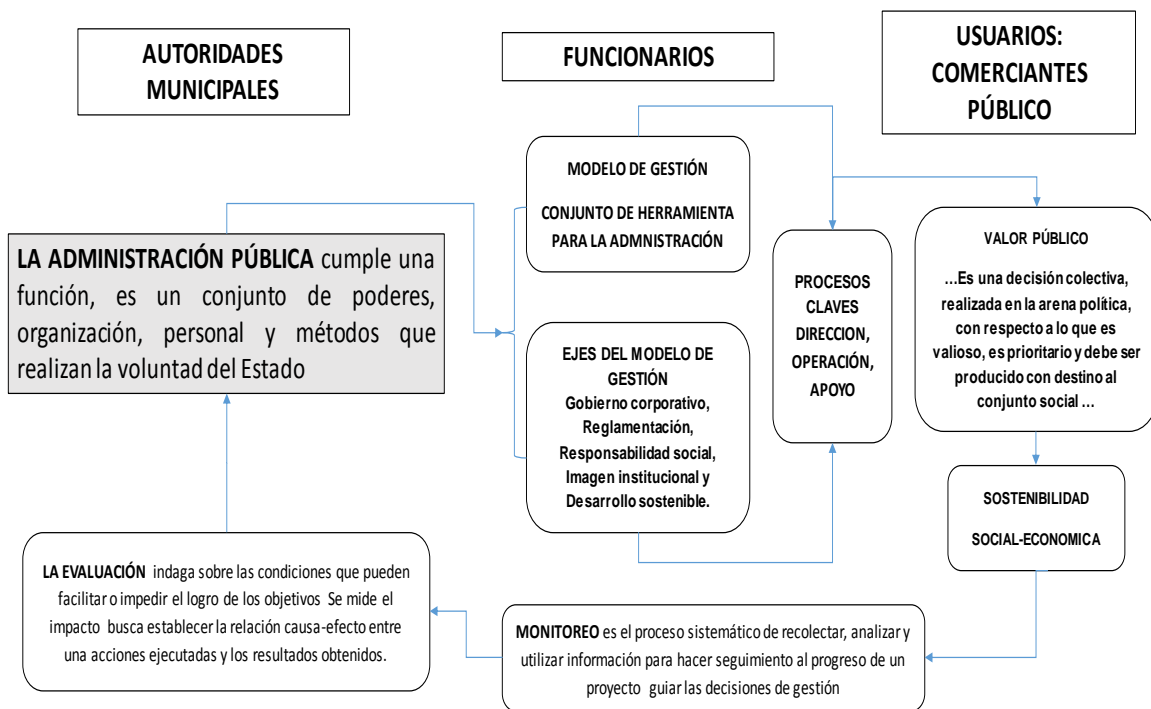 AUTORIDADES
MUNICIPALES
FUNCIONARIOS
USUARIOS:
COMERCIANTES
PÚBLICO
MODELO DE GESTIÓN
CONJUNTO DE HERRAMIENTA
PARA LA ADMNISTRACIÓN
LA ADMINISTRACIÓN PÚBLICA cumple una
función, es un conjunto de poderes,
organización, personal y métodos que
realizan la voluntad del Estado
EJES DEL MODELO DE
GESTIÓN
Gobierno corporativo,
Reglamentación,
Responsabilidad social,
Imagen institucional y
Desarrollo sostenible.
PROCESOS
CLAVES
DIRECCION,
OPERACIÓN,
APOYO
VALOR PÚBLICO
...Es una decisión colectiva,
realizada en la arena política,
con respecto a lo que es
valioso, es prioritario y debe ser
producido con destino al
conjunto social ...
SOSTENIBILIDAD
SOCIAL-ECONOMICA
LA EVALUACIÓN indaga sobre las condiciones que pueden
facilitar o impedir el logro de los objetivos Se mide el
impacto busca establecer la relación causa-efecto entre
una acciones ejecutadas y los resultados obtenidos.
MONITOREO es el proceso sistemático de recolectar, analizar y
utilizar información para hacer seguimiento al progreso de un
proyecto guiar las decisiones de gestión